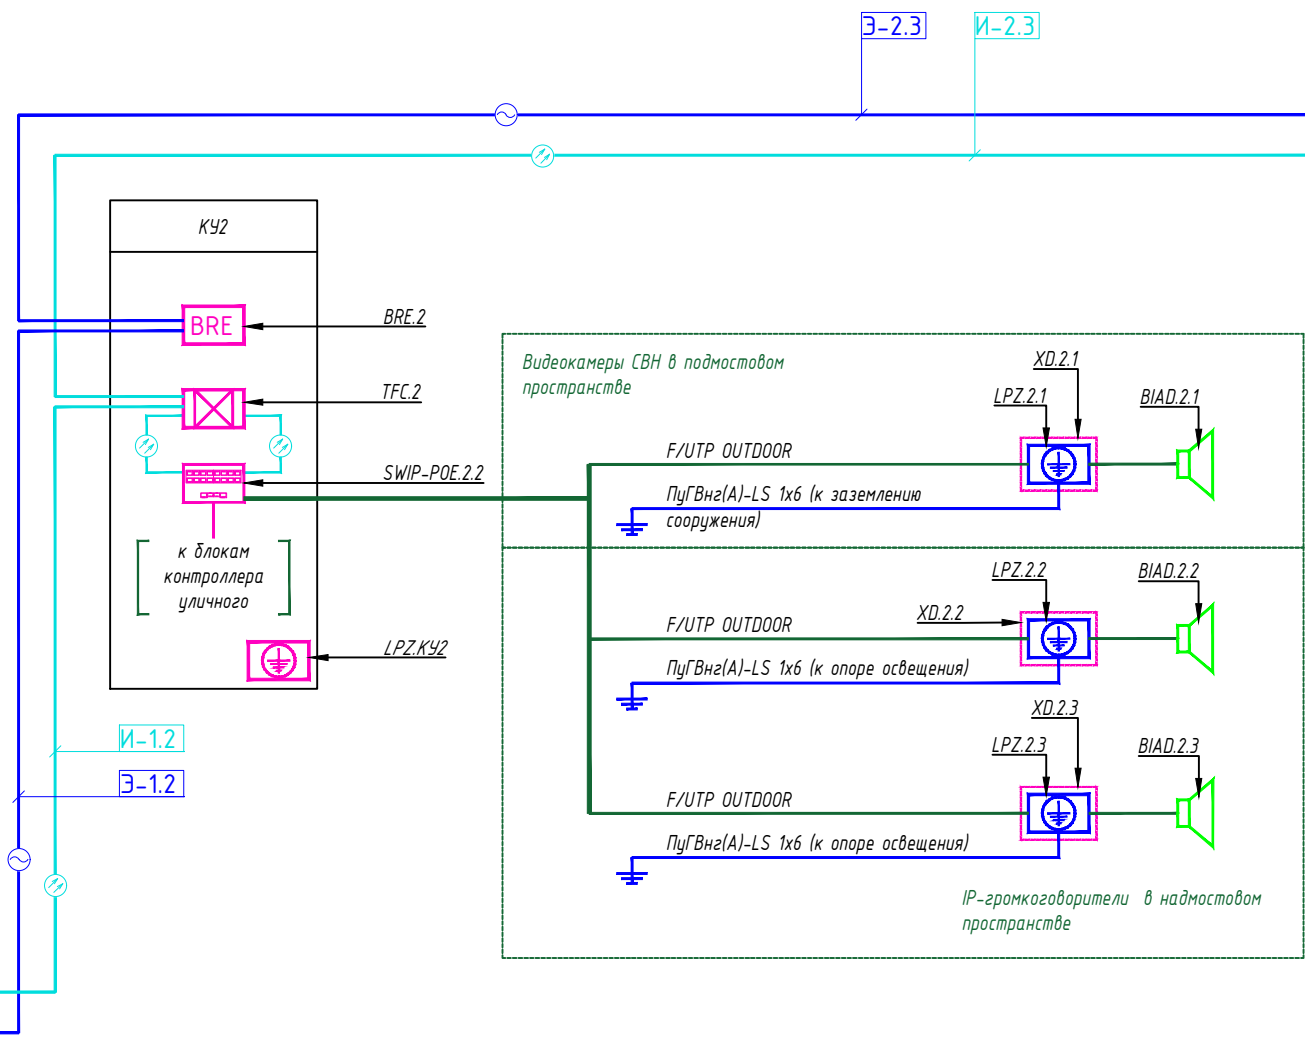 Э-2.3
И-2.3
КУ2
BRE
BRE.2
TFC.2
SWIP-POE.2.2
к блокам
контроллера
уличного
LPZ.КУ2
И-1.2
Э-1.2
Видеокамеры СВН в подмостовом
пространстве
XD.2.1
LPZ.2.1
BIAD.2.1
F/UTP OUTDOOR
ПуГВнг(А)-LS 1x6 (к заземлению
сооружения)
LPZ.2.2
BIAD.2.2
XD.2.2
F/UTP OUTDOOR
ПуГВнг(А)-LS 1x6 (к опоре освещения)
XD.2.3
LPZ.2.3
BIAD.2.3
F/UTP OUTDOOR
ПуГВнг(А)-LS 1x6 (к опоре освещения)
IP-громкоговорители в надмостовом
пространстве